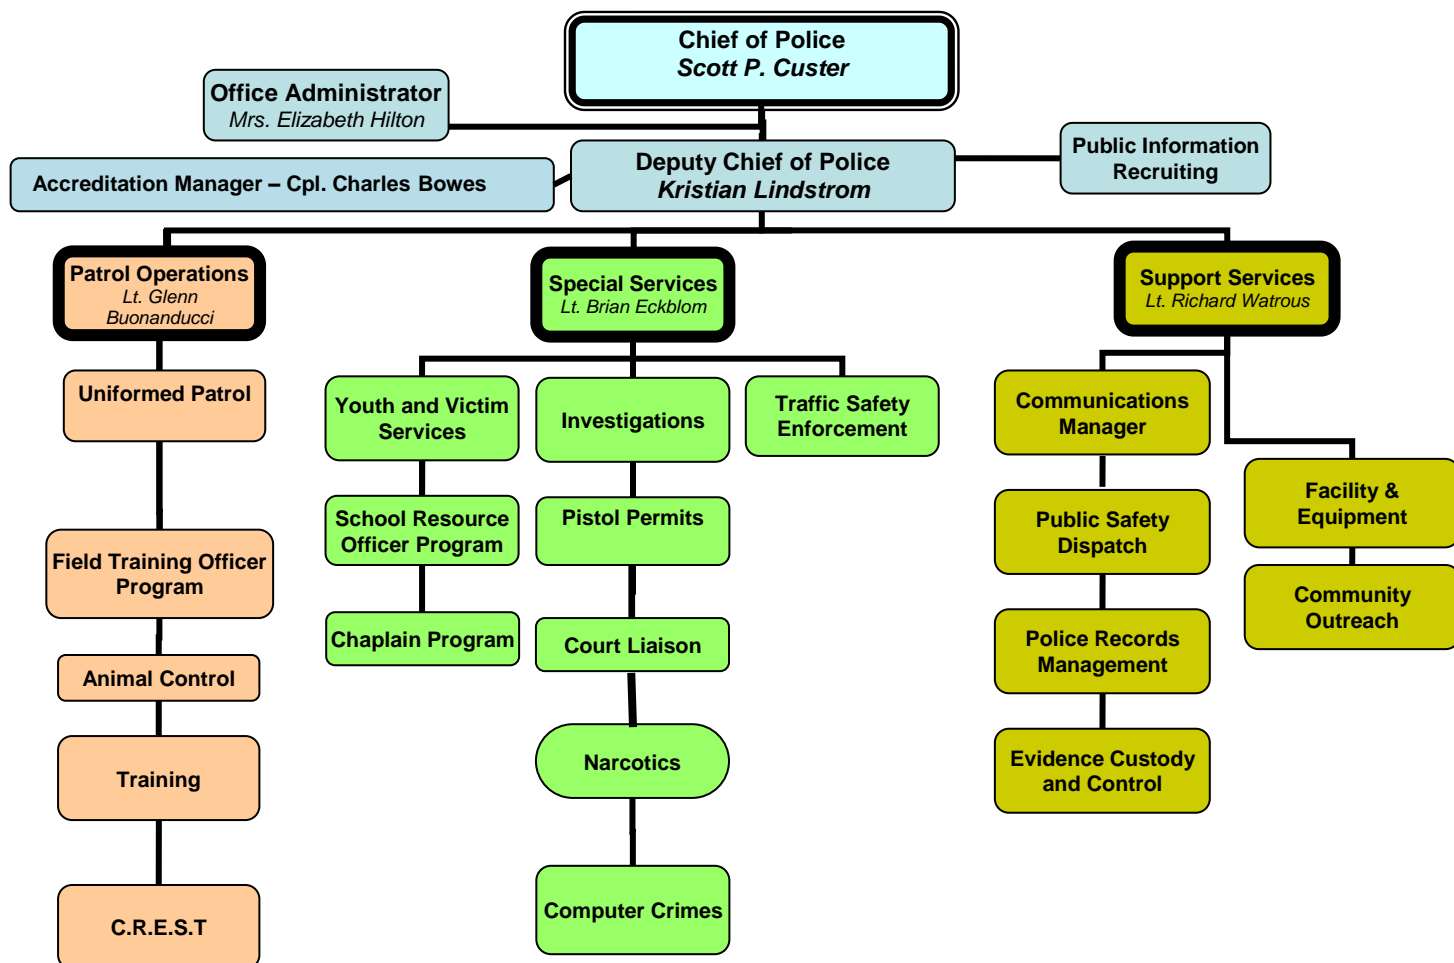 Chief of Police
Scott P. Custer
Office Administrator
Mrs. Elizabeth Hilton
Public Information
Recruiting
Deputy Chief of Police
Kristian Lindstrom
Accreditation Manager – Cpl. Charles Bowes
Patrol Operations
Lt. Glenn
Buonanducci
Special Services
Lt. Brian Eckblom
Support Services
Lt. Richard Watrous
Uniformed Patrol
Field Training Officer
Program
Animal Control
Training
C.R.E.S.T
Youth and Victim
Services
School Resource
Officer Program
Chaplain Program
Investigations
Pistol Permits
Court Liaison
Narcotics
Computer Crimes
Traffic Safety
Enforcement
Communications
Manager
Public Safety
Dispatch
Police Records
Management
Evidence Custody
and Control
Facility &
Equipment
Community
Outreach